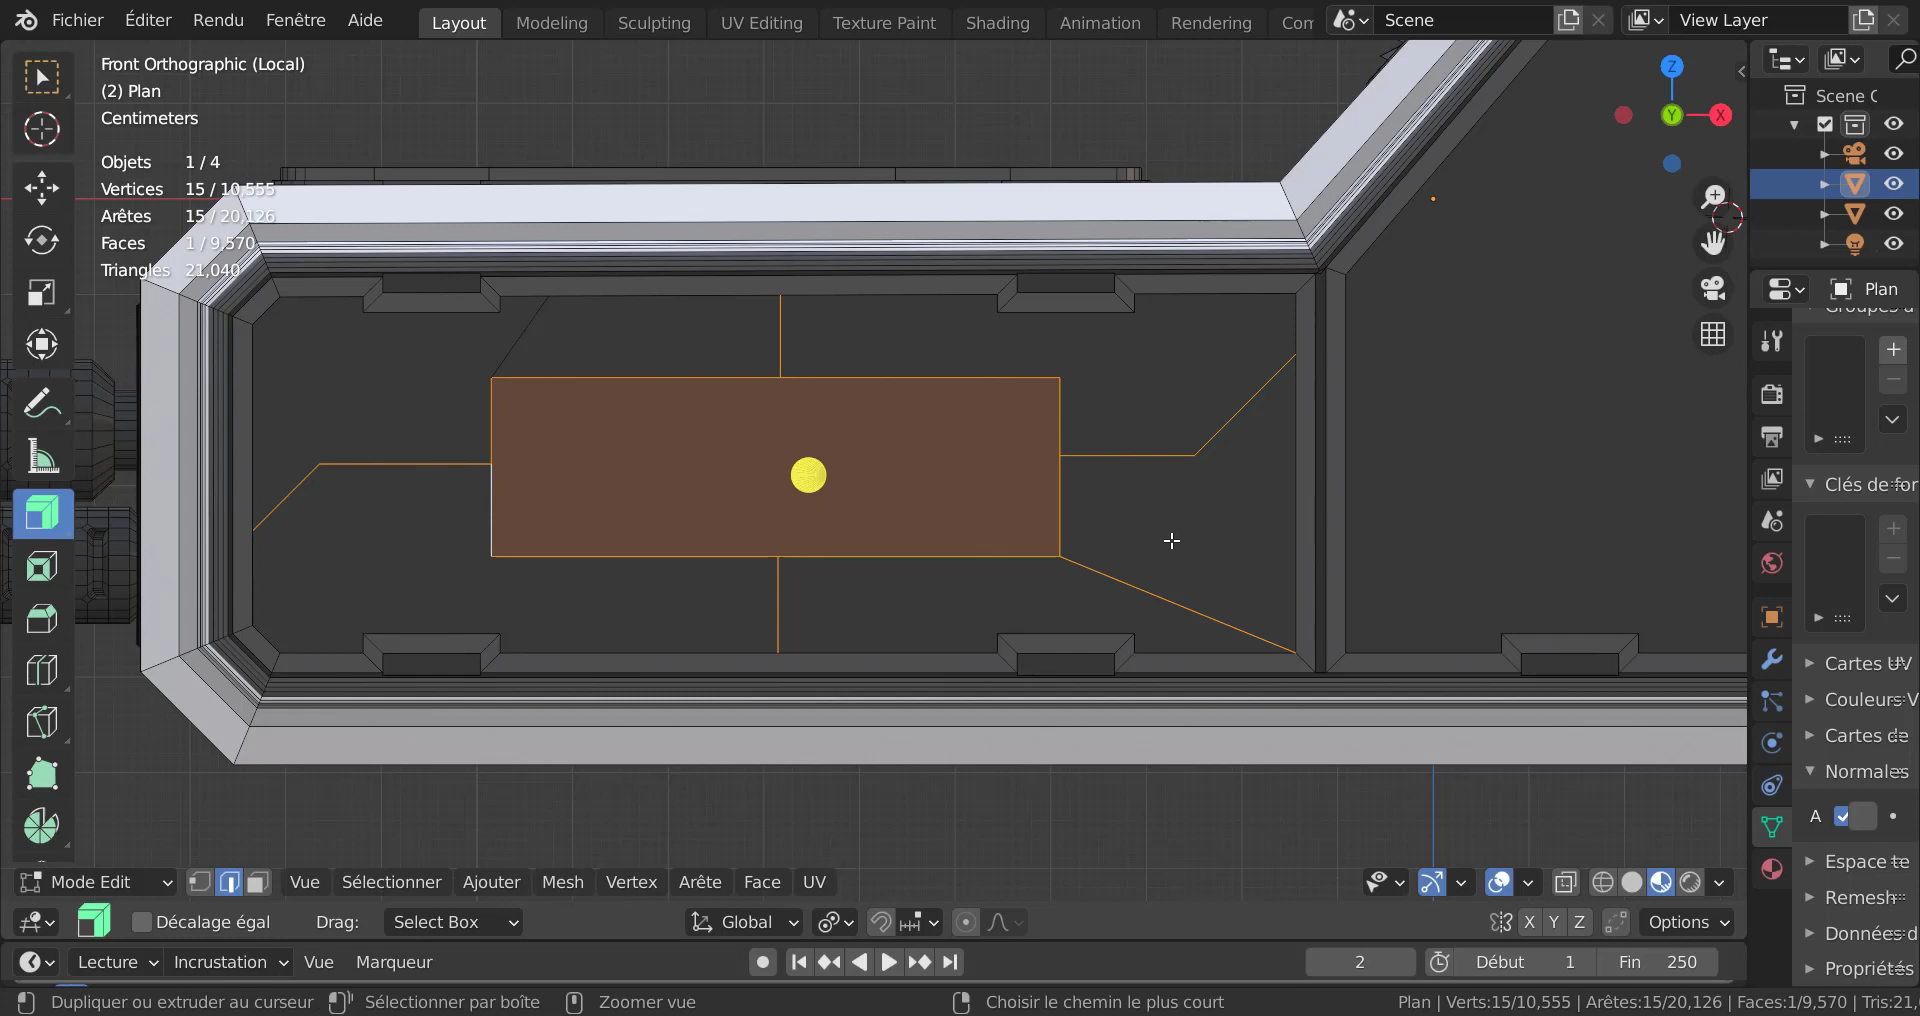 Fichier Éditer Rendu Fenêtre Aide Layout Modeling Sculpting UV Editing Texture Paint Shading Animation Rendering Com Scene View Layer
Front Orthographic (Local)
(2) Plan
Centimeters
Objets 1 / 4
Vertices 15 / 10,555
Arêtes 15 / 20,126
Faces 1 / 9,570
Triangles 21,040
Z
Y
X
Scene C
Plan
Groupes d
Clés de for
Cartes UV
Couleurs V
Cartes de
Normales
A
Espace te
Remesh
Données d
Propriétés
Mode Edit Vue Sélectionner Ajouter Mesh Vertex Arête Face UV
Décalage égal Drag: Select Box Global X Y Z Options
Lecture Incrustation Vue Marqueur 2 Début 1 Fin 250
Dupliquer ou extruder au curseur Sélectionner par boîte Zoomer vue Choisir le chemin le plus court Plan | Verts:15/10,555 | Arêtes:15/20,126 | Faces:1/9,570 | Tris:21,